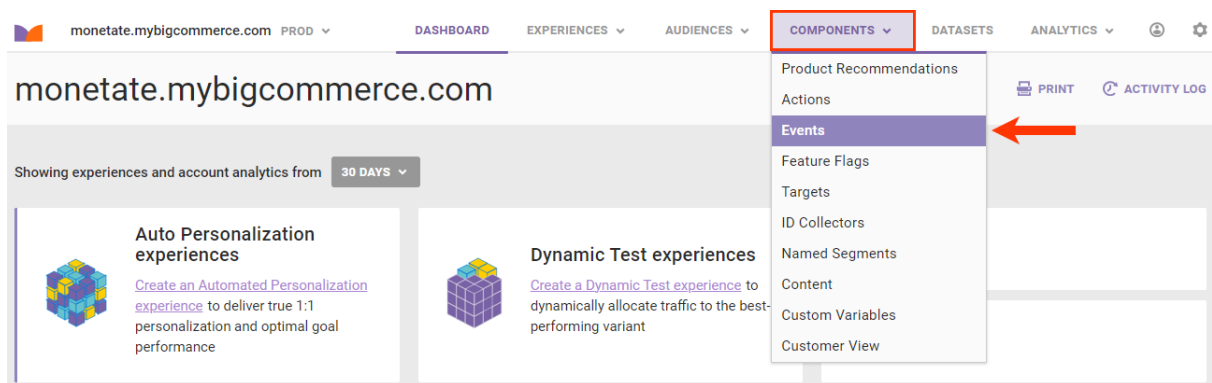 monetate.mybigcommerce.com PROD DASHBOARD EXPERIENCES AUDIENCES COMPONENTS DATASETS ANALYTICS
monetate.mybigcommerce.com
PRINT ACTIVITY LOG
Product Recommendations
Actions
Events
Feature Flags
Targets
ID Collectors
Named Segments
Content
Custom Variables
Customer View
Showing experiences and account analytics from 30 DAYS
Auto Personalization
experiences
Create an Automated Personalization
experience to deliver true 1:1
personalization and optimal goal
performance
Dynamic Test experiences
Create a Dynamic Test experience to
dynamically allocate traffic to the best-
performing variant